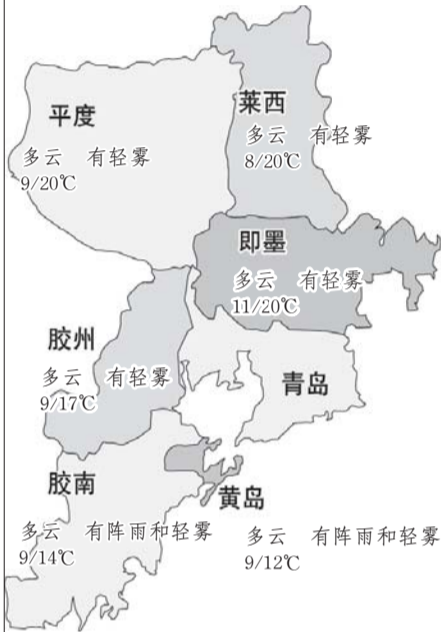 平度
多云 有轻雾
9/20℃
莱西
多云 有轻雾
8/20℃
即墨
多云 有轻雾
11/20℃
胶州
多云 有轻雾
9/17℃
青岛
胶南
多云 有阵雨和轻雾
9/14℃
黄岛
多云 有阵雨和轻雾
9/12℃